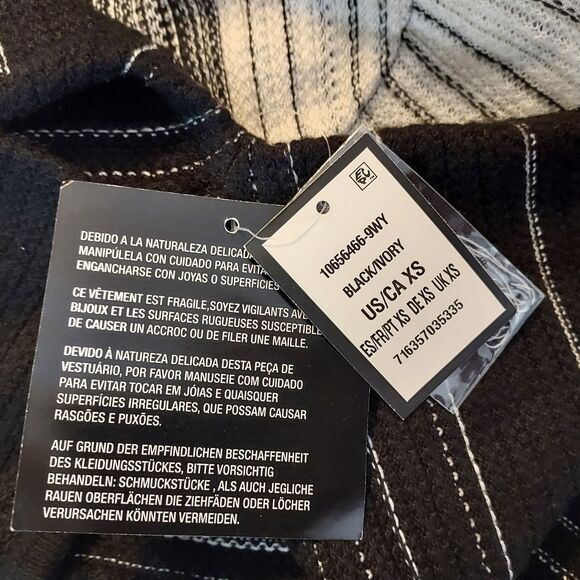 DEBIDO A LA NATURALEZA DELICADA
MANIPÚLELA CON CUIDADO PARA
ENGANCHARSE CON JOYAS O SUPERFICIES
CE VÊTEMENT EST FRAGILE,SOYEZ VIGILANTS
BIJOUX ET LES SURFACES RUGUEUSES
DE CAUSER UN ACCROC OU DE FILER UNE MAILLE.
DEVIDO À NATUREZA DELICADA DESTA PEÇA DE
VESTUÁRIO, POR FAVOR MANUSEIE COM CUIDADO
PARA EVITAR TOCAR EM JÓIAS E QUAISQUER
SUPERFÍCIES IRREGULARES, QUE POSSAM CAUSAR
RASGÕES E PUXÕES.
AUF GRUND DER EMPFINDLICHEN BESCHAFFENHEIT
DES KLEIDUNGSSTÜCKES, BITTE VORSICHTIG
BEHANDELN: SCHMUCKSTÜCKE , ALS AUCH JEGLICHE
RAUEN OBERFLÄCHEN DIE ZIEHFÄDEN ODER LÖCHER
VERURSACHEN KÖNNTEN VERMEIDEN.
10656466-9WY
BLACK/IVORY
US/CA XS
ES/FR/PT XS DE XS UK XS
716357035335